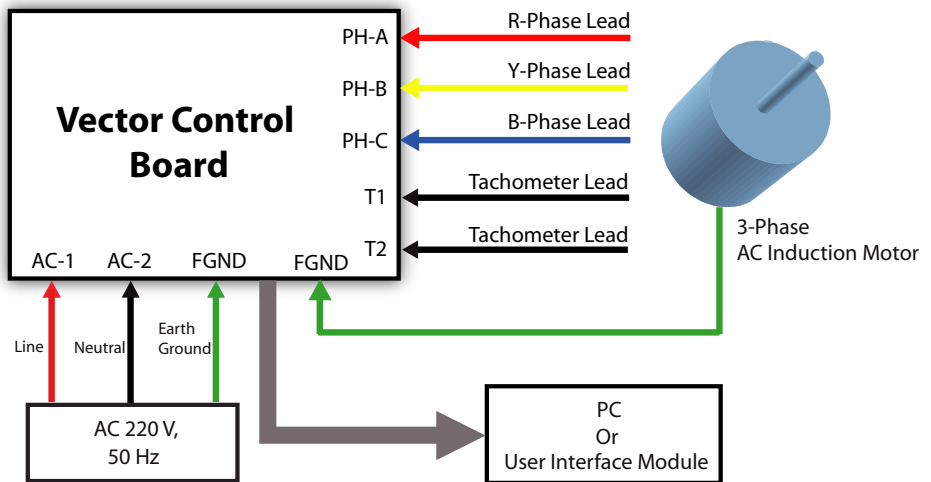 PH-A
R-Phase Lead
PH-B
Y-Phase Lead
Vector Control
Board
PH-C
B-Phase Lead
T1
Tachometer Lead
T2
Tachometer Lead
3-Phase
AC Induction Motor
AC-1
AC-2
FGND
FGND
Line
Neutral
Earth
Ground
AC 220 V,
50 Hz
PC
Or
User Interface Module